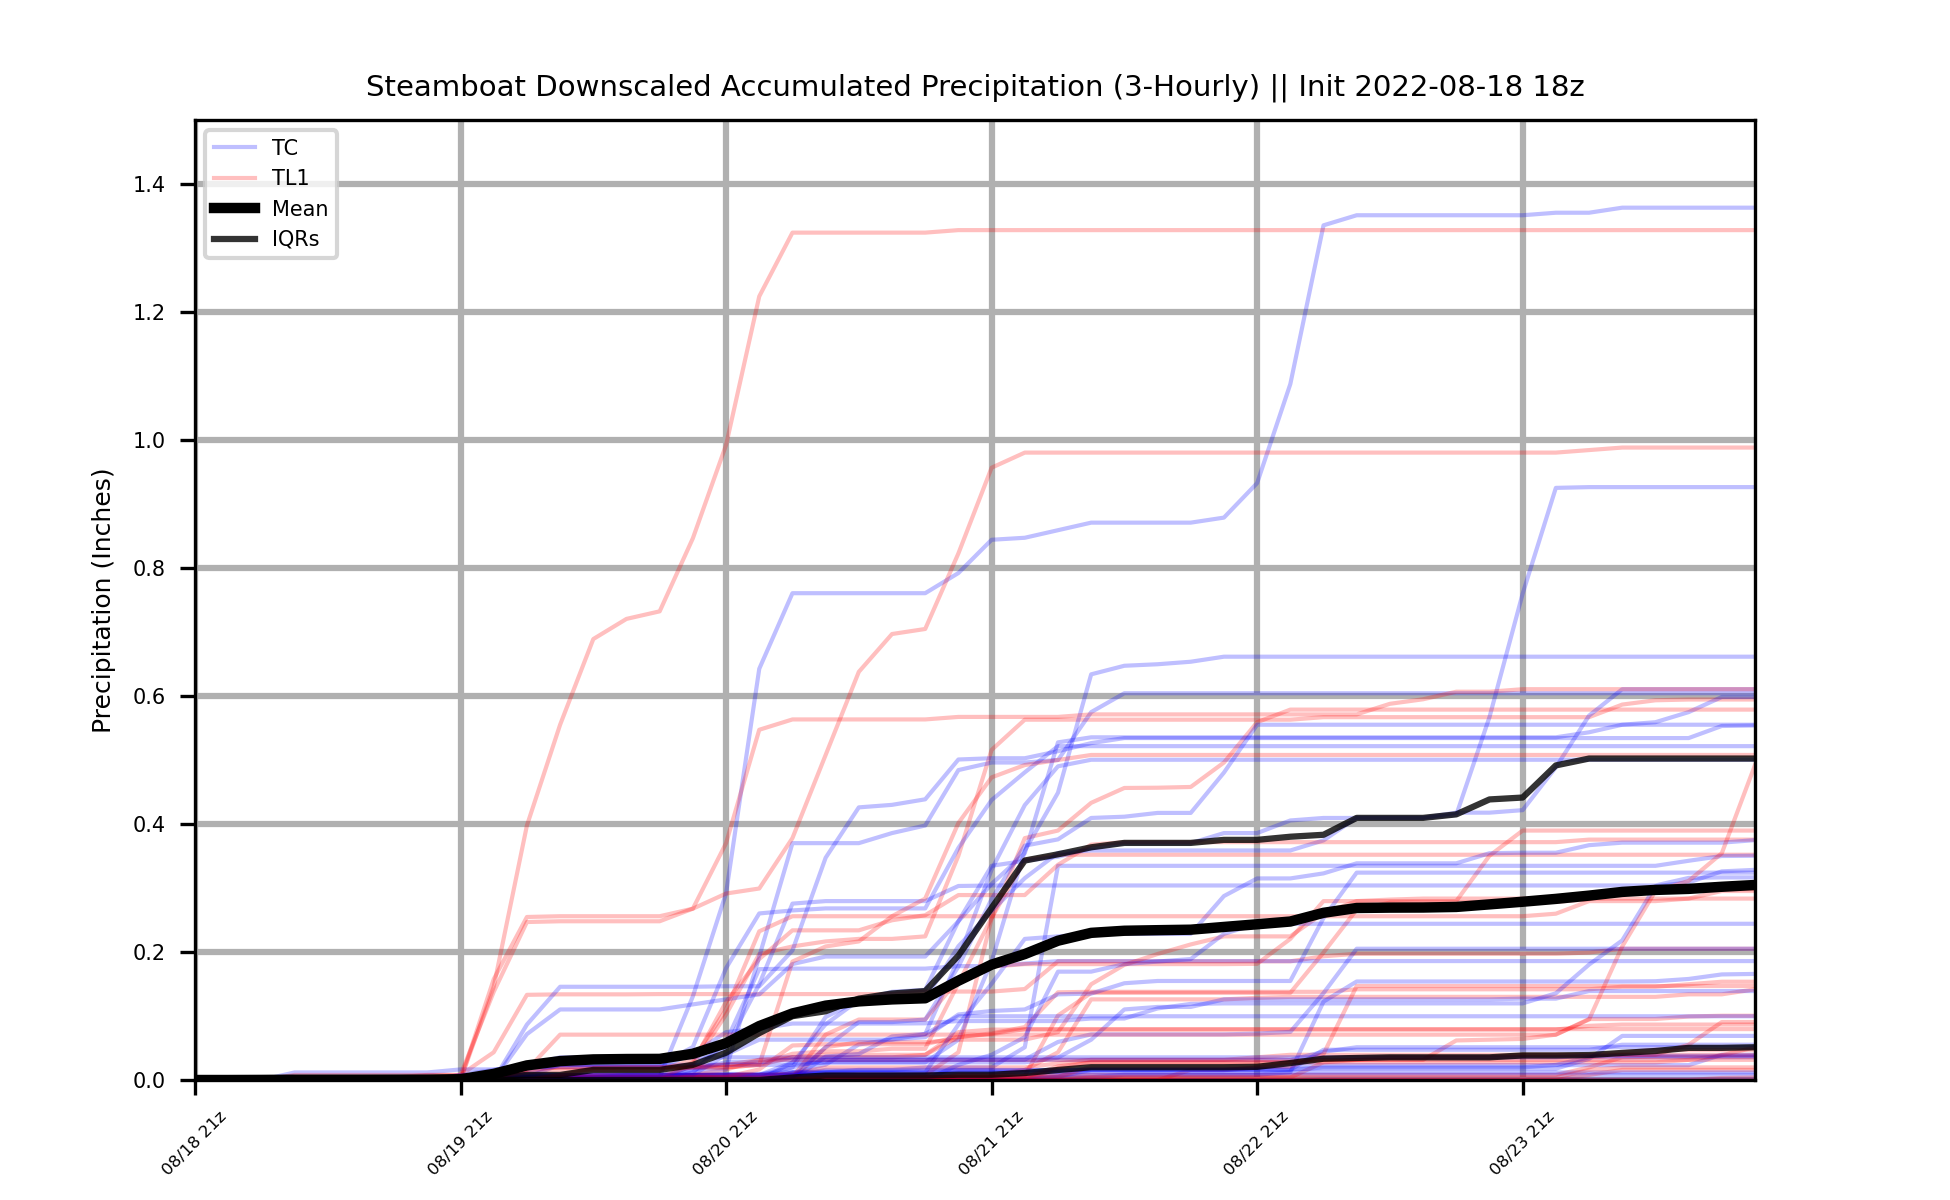 Steamboat Downscaled Accumulated Precipitation (3-Hourly) || Init 2022-08-18 18z
TC
TL1
Mean
IQRs
Precipitation (Inches)
1.4
1.2
1.0
0.8
0.6
0.4
0.2
0.0
08/18 21z
08/19 21z
08/20 21z
08/21 21z
08/22 21z
08/23 21z